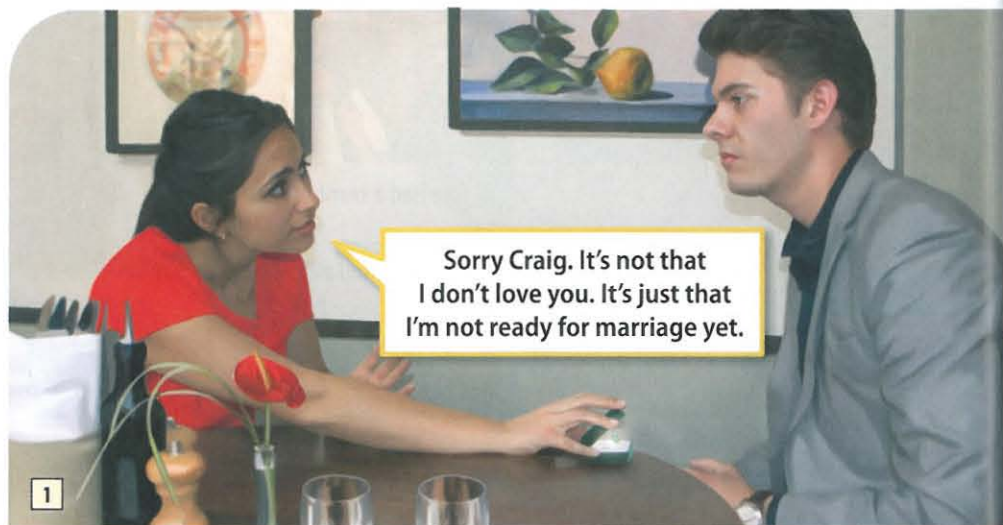 Sorry Craig. It's not that
I don't love you. It's just that
I'm not ready for marriage yet.
1